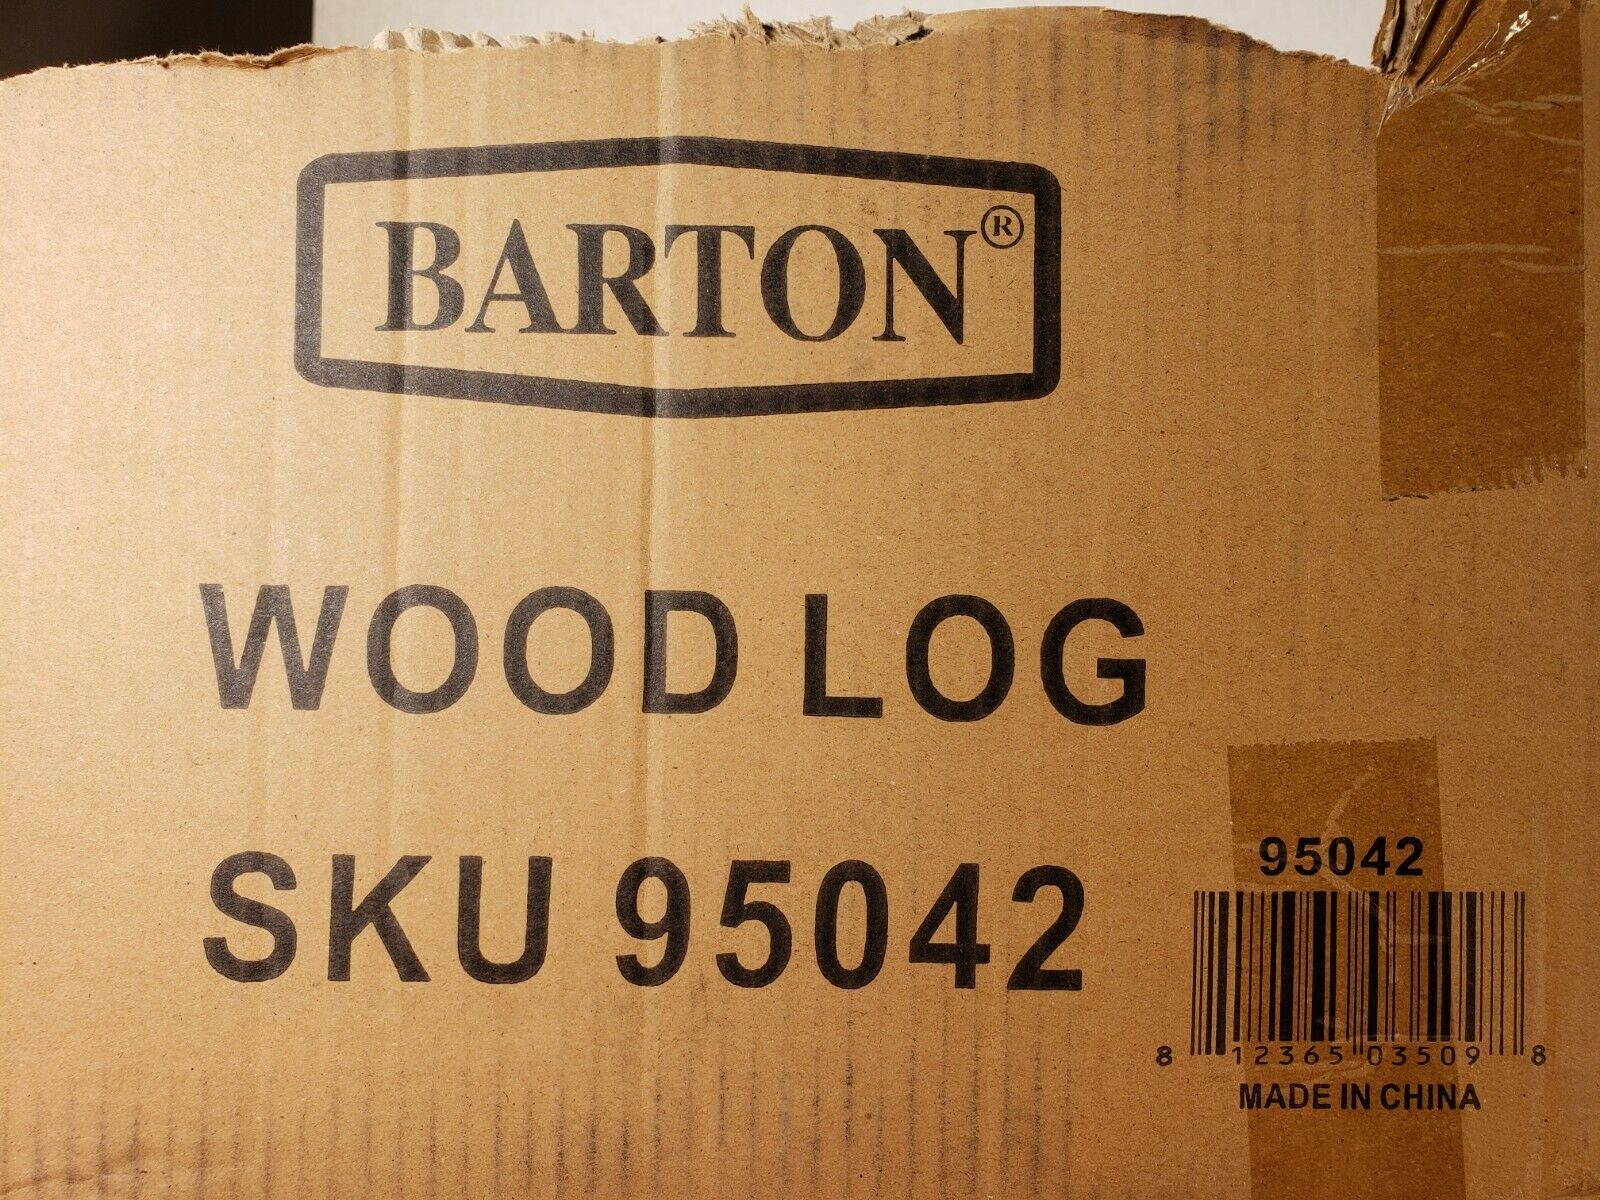 BARTON®
WOOD LOG
SKU 95042
95042
8 12365 03509 8
MADE IN CHINA